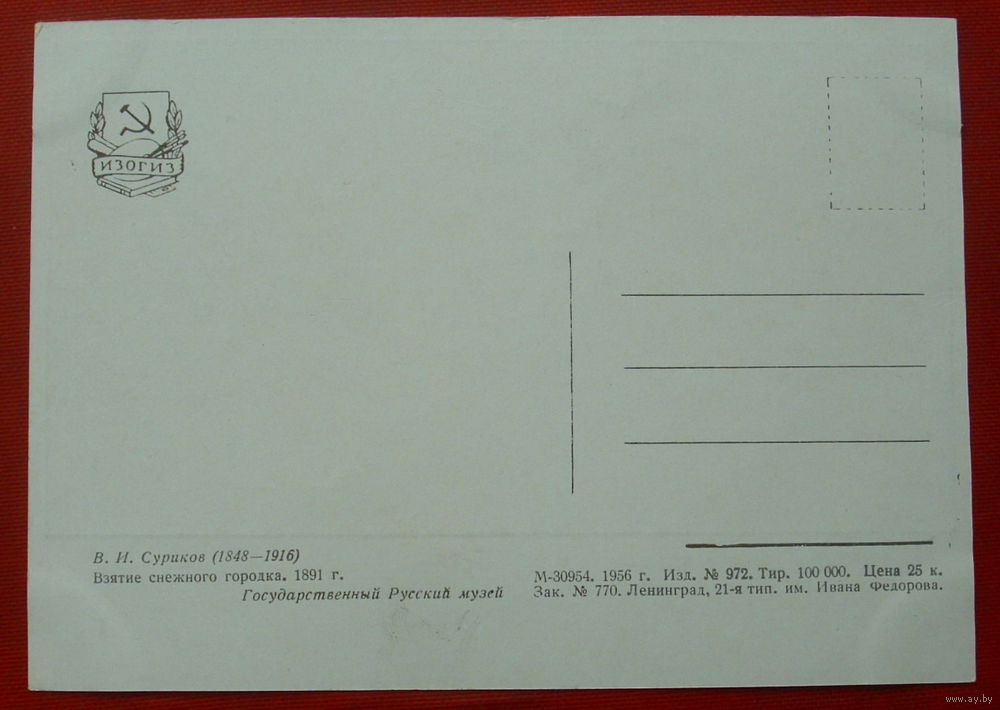 ИЗОГИЗ
В. И. Суриков (1848—1916)
Взятие снежного городка. 1891 г.
Государственный Русский музей
М-30954. 1956 г. Изд. № 972. Тир. 100 000. Цена 25 к.
Зак. № 770. Ленинград, 21-я тип. им. Ивана Федорова.
www.ay.by